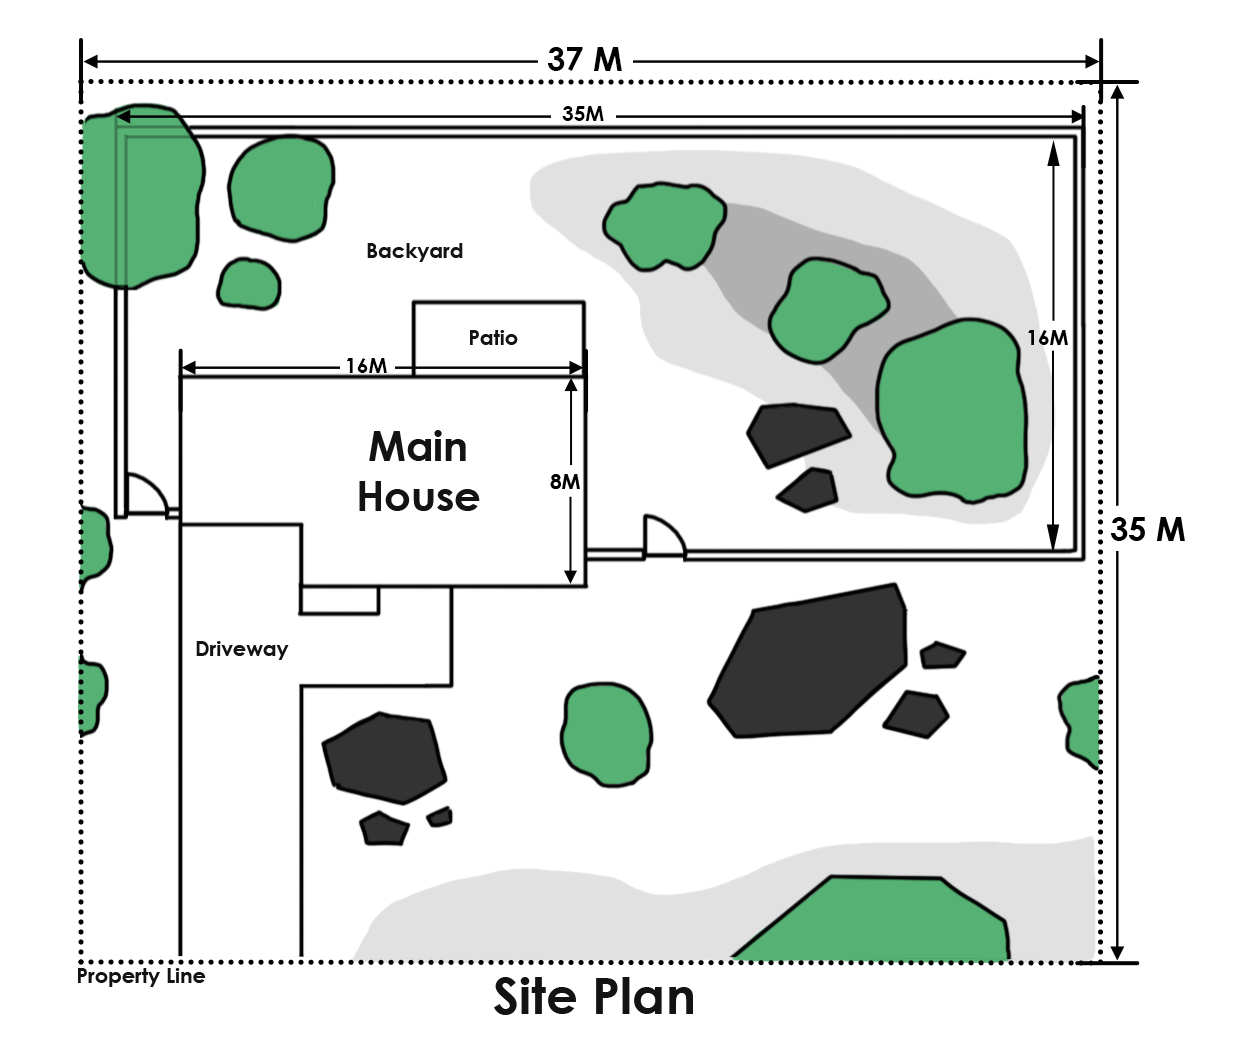 37 M
35M
Backyard
Patio
16M
16M
Main
House
8M
35 M
Driveway
Property Line
Site Plan